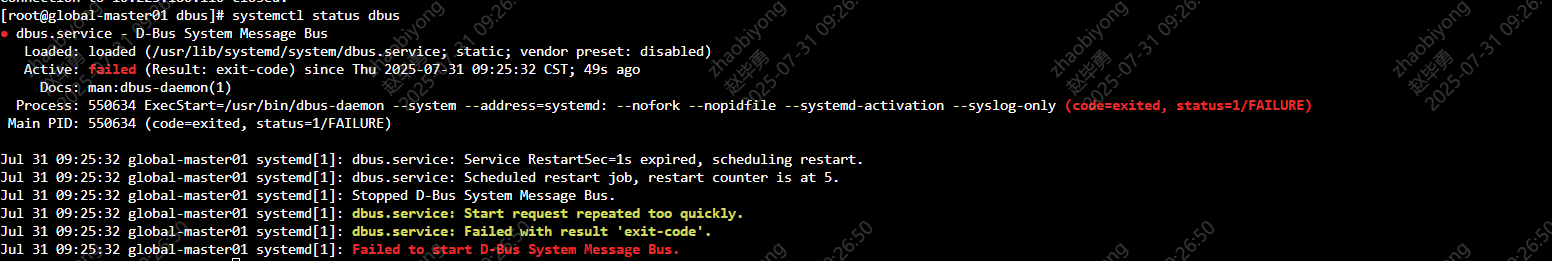 [root@global-master01 dbus]# systemctl status dbus
● dbus.service - D-Bus System Message Bus
   Loaded: loaded (/usr/lib/systemd/system/dbus.service; static; vendor preset: disabled)
   Active: failed (Result: exit-code) since Thu 2025-07-31 09:25:32 CST; 49s ago
     Docs: man:dbus-daemon(1)
  Process: 550634 ExecStart=/usr/bin/dbus-daemon --system --address=systemd: --nofork --nopidfile --systemd-activation --syslog-only (code=exited, status=1/FAILURE)
 Main PID: 550634 (code=exited, status=1/FAILURE)

Jul 31 09:25:32 global-master01 systemd[1]: dbus.service: Service RestartSec=1s expired, scheduling restart.
Jul 31 09:25:32 global-master01 systemd[1]: dbus.service: Scheduled restart job, restart counter is at 5.
Jul 31 09:25:32 global-master01 systemd[1]: Stopped D-Bus System Message Bus.
Jul 31 09:25:32 global-master01 systemd[1]: dbus.service: Start request repeated too quickly.
Jul 31 09:25:32 global-master01 systemd[1]: dbus.service: Failed with result 'exit-code'.
Jul 31 09:25:32 global-master01 systemd[1]: Failed to start D-Bus System Message Bus.
zhaobiyong
赵毕勇
2025-07-31 09:26:50
zhaobiyong
赵毕勇
2025-07-31 09:26:50
zhaobiyong
赵毕勇
2025-07-31 09:26:50